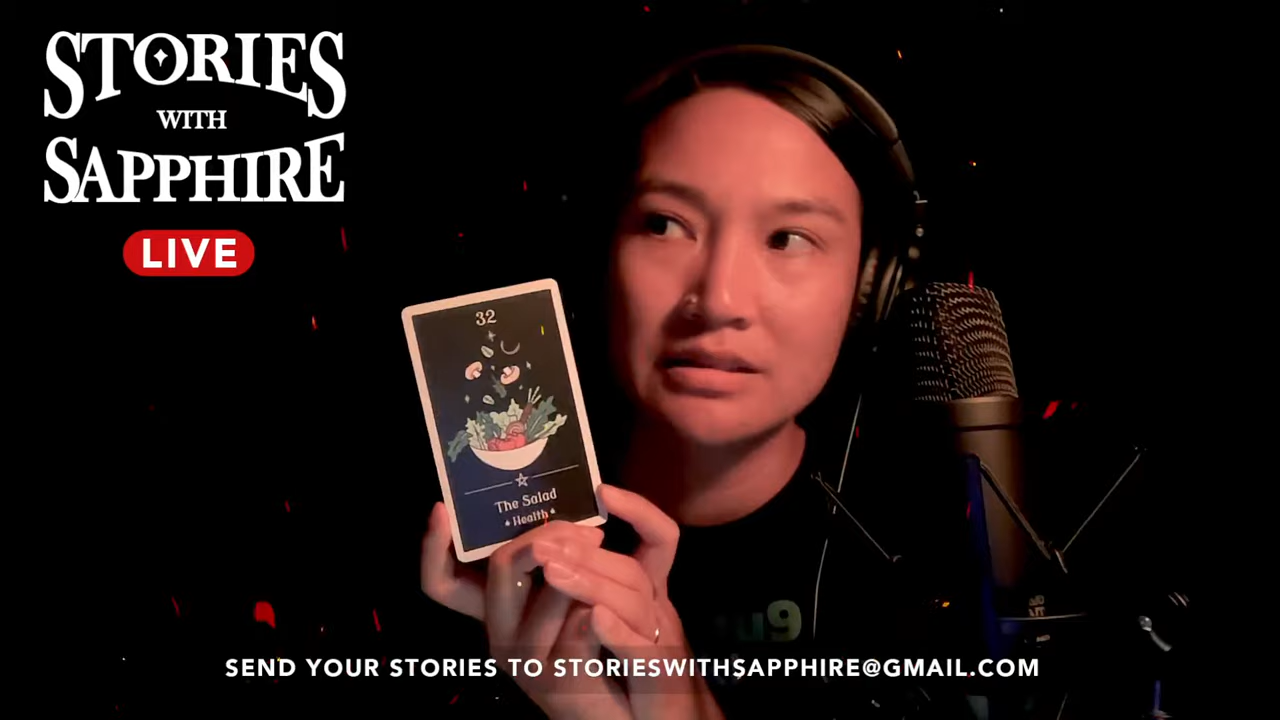 STORIES
WITH
SAPPHIRE
LIVE
32
The Salad
Health
SEND YOUR STORIES TO STORIESWITHSAPPHIRE@GMAIL.COM